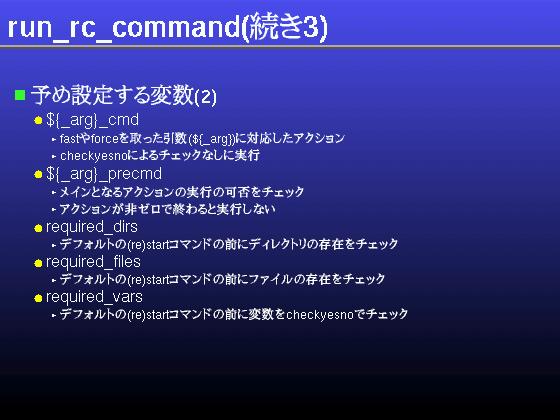 run_rc_command(続き3)
予め設定する変数(2)
${_arg}_cmd
fastやforceを取った引数(${_arg})に対応したアクション
checkyesnoによるチェックなしに実行
${_arg}_precmd
メインとなるアクションの実行の可否をチェック
アクションが非ゼロで終わると実行しない
required_dirs
デフォルトの(re)startコマンドの前にディレクトリの存在をチェック
required_files
デフォルトの(re)startコマンドの前にファイルの存在をチェック
required_vars
デフォルトの(re)startコマンドの前に変数をcheckyesnoでチェック